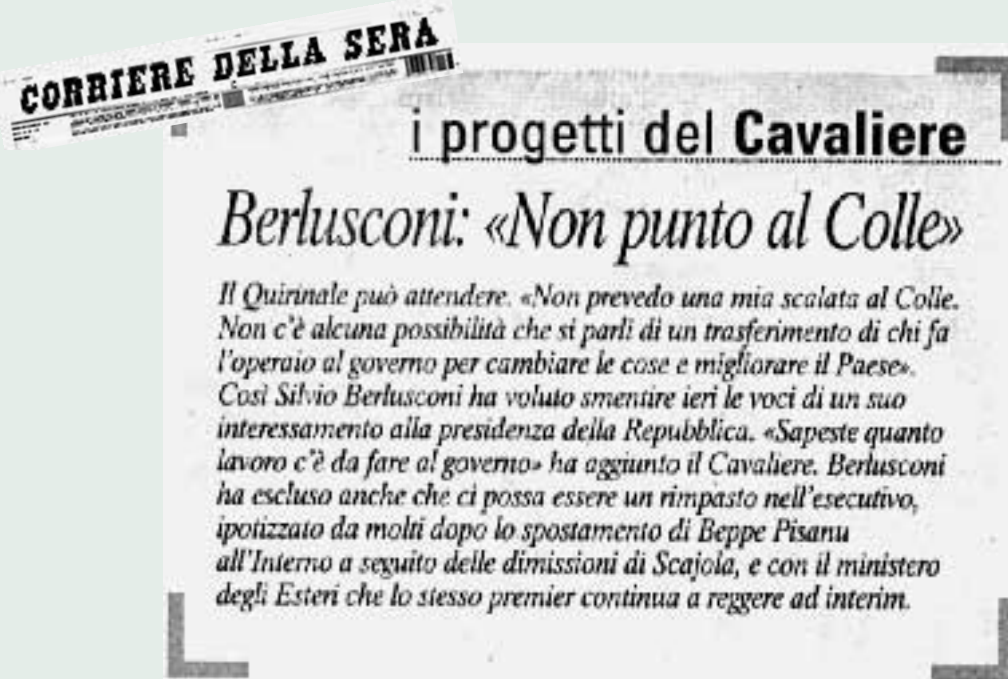 CORRIERE DELLA SERA
i progetti del Cavaliere
Berlusconi: «Non punto al Colle»
Il Quirinale può attendere. «Non prevedo una mia scalata al Colle.
Non c'è alcuna possibilità che si parli di un trasferimento di chi fa
l'operaio al governo per cambiare le cose e migliorare il Paese».
Così Silvio Berlusconi ha voluto smentire ieri le voci di un suo
interessamento alla presidenza della Repubblica. «Sapeste quanto
lavoro c'è da fare al governo» ha aggiunto il Cavaliere. Berlusconi
ha escluso anche che ci possa essere un rimpasto nell'esecutivo,
ipotizzato da molti dopo lo spostamento di Beppe Pisanu
all'Interno a seguito delle dimissioni di Scajola, e con il ministero
degli Esteri che lo stesso premier continua a reggere ad interim.